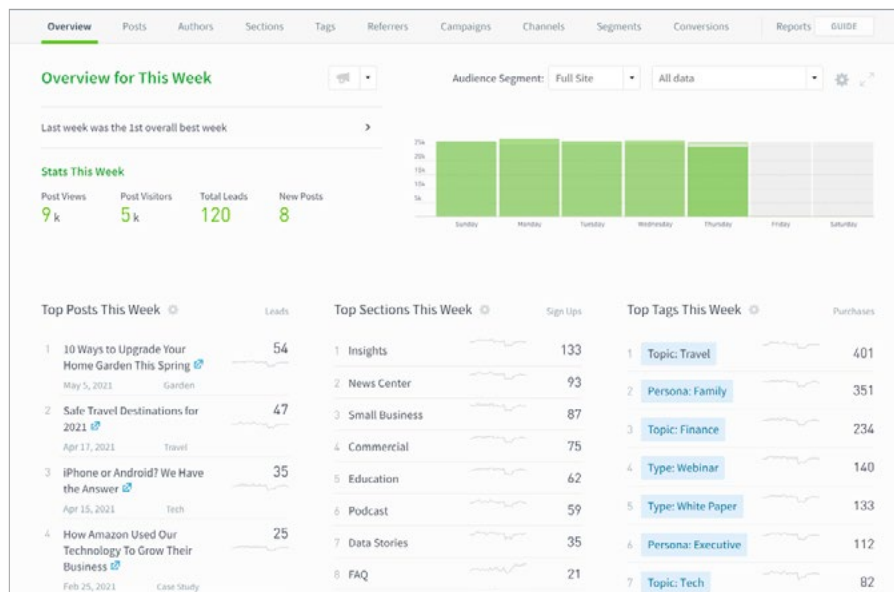 Overview Posts Authors Sections Tags Referrers Campaigns Channels Segments Conversions Reports GUIDE
Overview for This Week
Audience Segment: Full Site All data
Last week was the 1st overall best week
Stats This Week
Post Views Post Visitors Total Leads New Posts
9k 5k 120 8
25k
20k
15k
10k
5k
Sunday Monday Tuesday Wednesday Thursday Friday Saturday
Top Posts This Week Leads
1 10 Ways to Upgrade Your 54
Home Garden This Spring
May 5, 2021 Garden
2 Safe Travel Destinations for 47
2021
Apr 17, 2021 Travel
3 iPhone or Android? We Have 35
the Answer
Apr 15, 2021 Tech
4 How Amazon Used Our 25
Technology To Grow Their
Business
Feb 25, 2021 Case Study
Top Sections This Week Sign Ups
1 Insights 133
2 News Center 93
3 Small Business 87
4 Commercial 75
5 Education 62
6 Podcast 59
7 Data Stories 35
8 FAQ 21
Top Tags This Week Purchases
1 Topic: Travel 401
2 Persona: Family 351
3 Topic: Finance 234
4 Type: Webinar 140
5 Type: White Paper 133
6 Persona: Executive 112
7 Topic: Tech 82